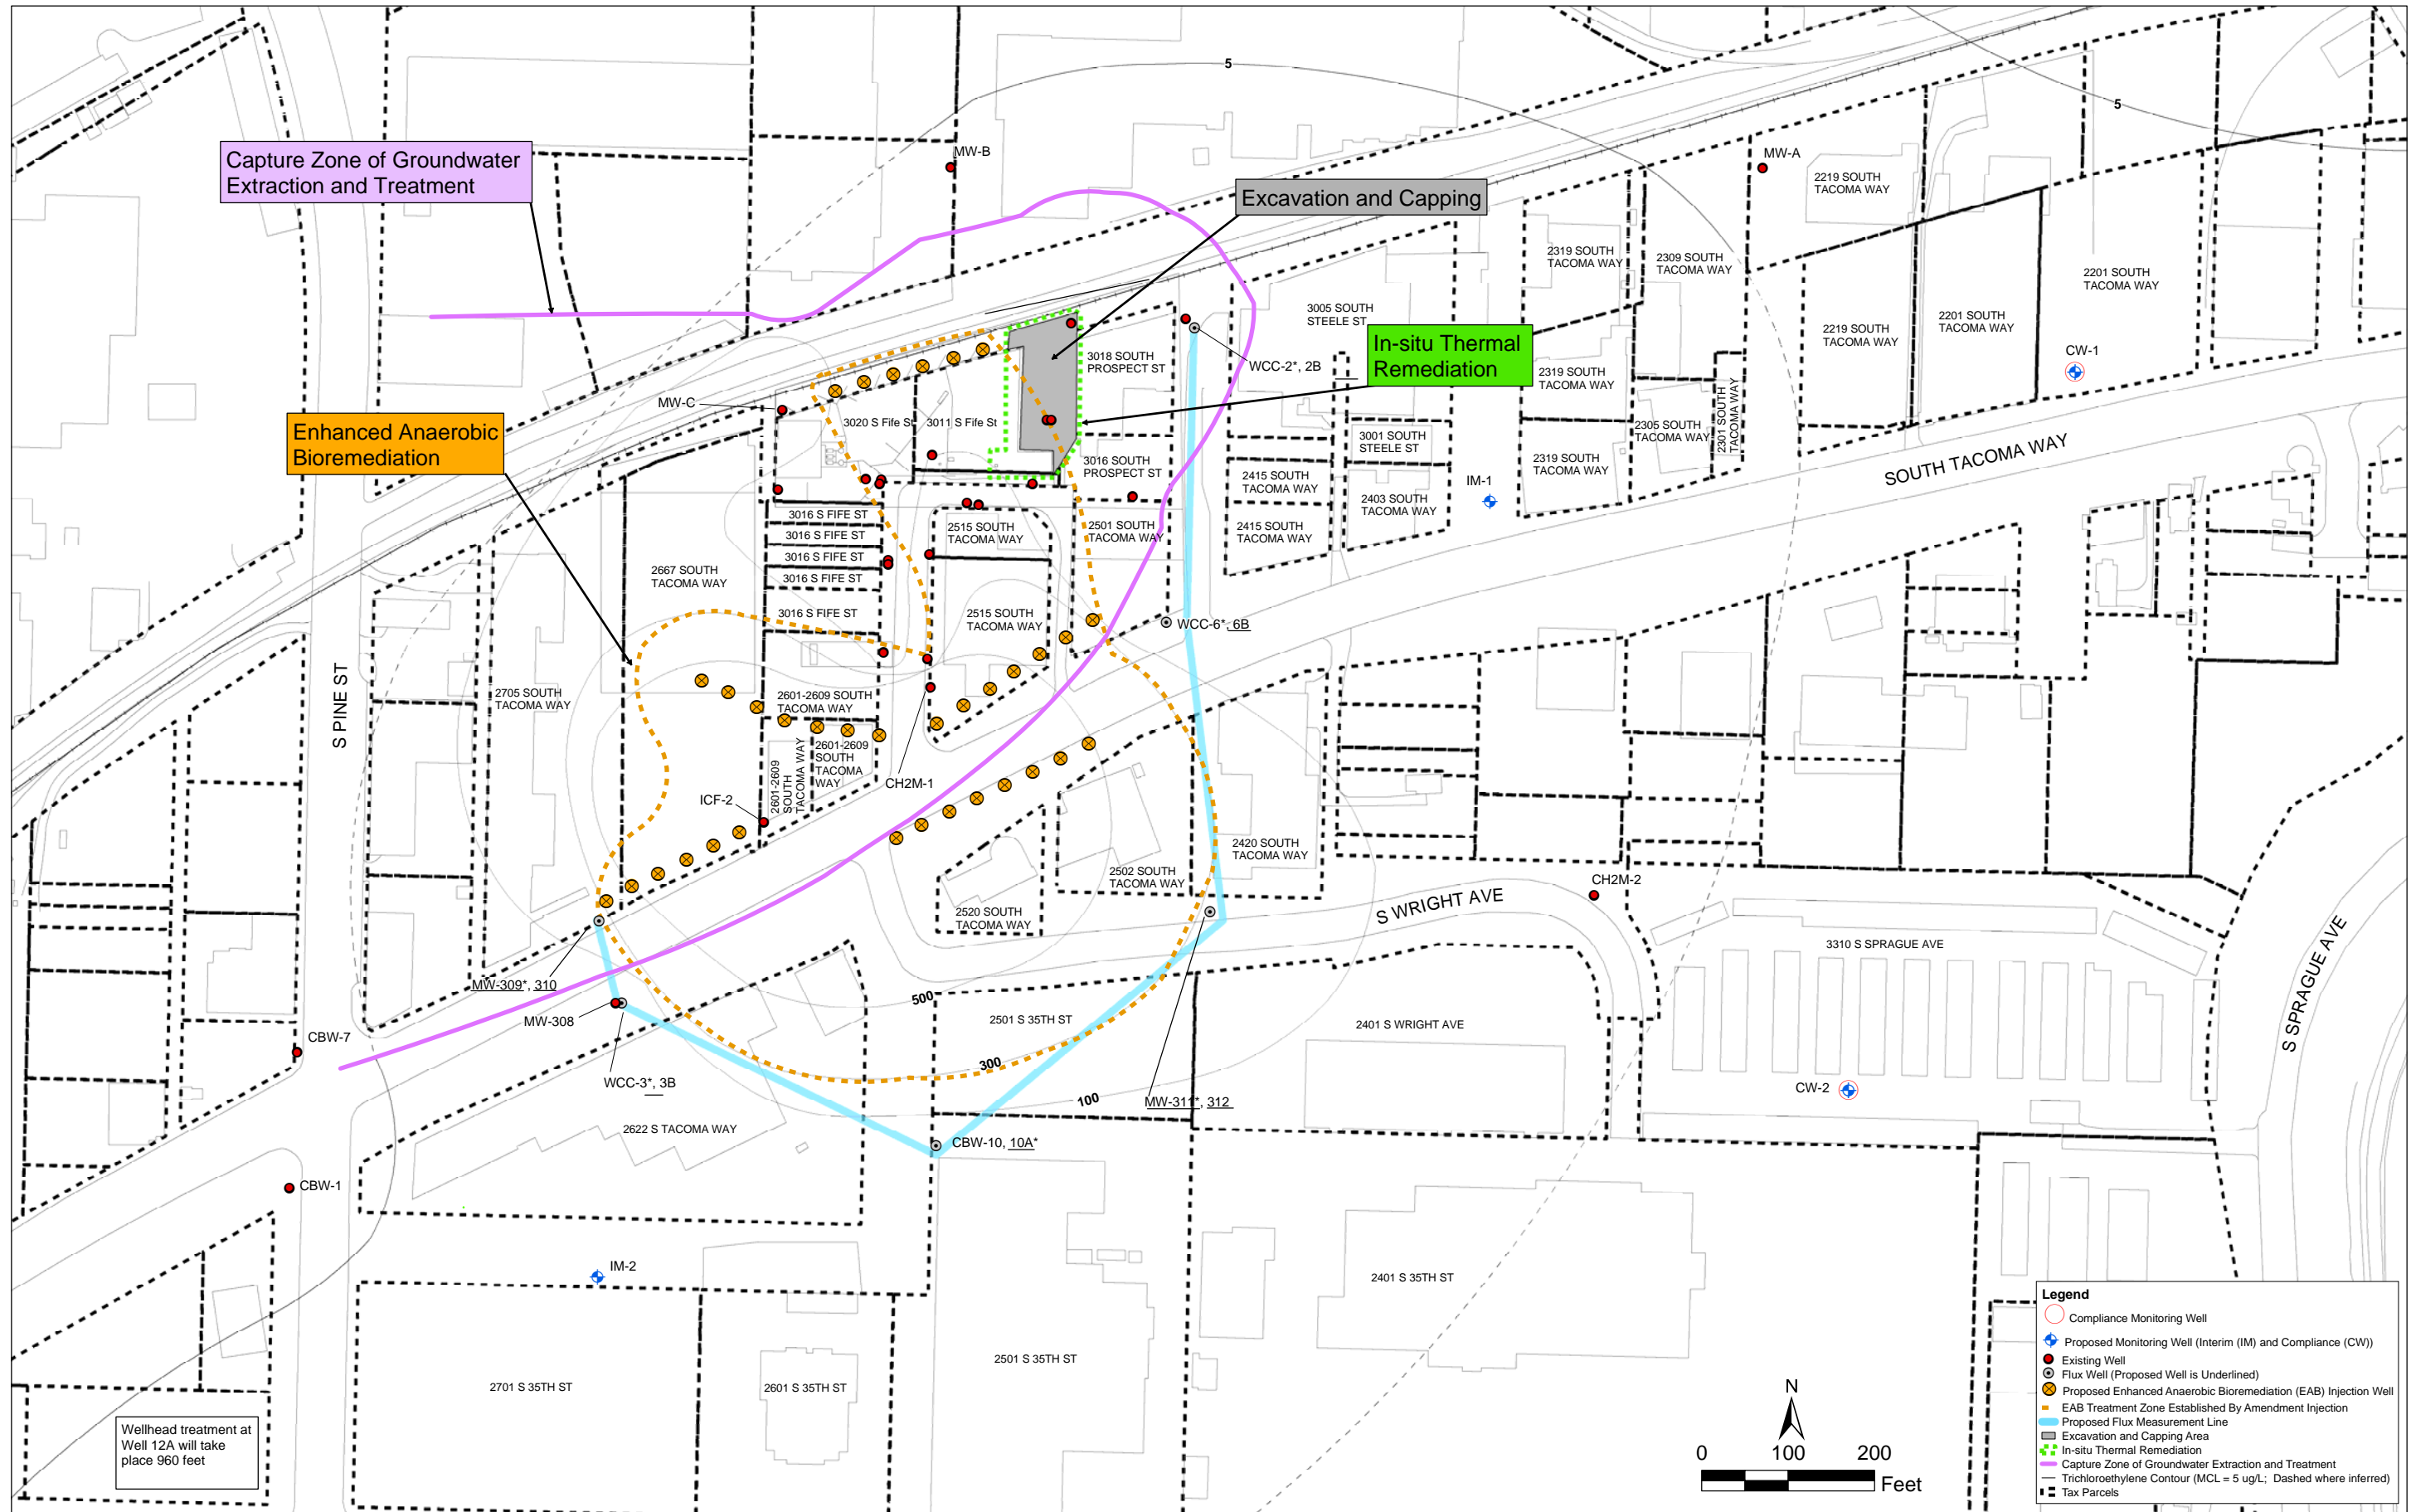 5
5
Capture Zone of Groundwater
Extraction and Treatment
MW-B
MW-A
Excavation and Capping
2219 SOUTH
TACOMA WAY
2319 SOUTH
TACOMA WAY
2309 SOUTH
TACOMA WAY
2201 SOUTH
TACOMA WAY
3005 SOUTH
STEELE ST
2219 SOUTH
TACOMA WAY
2201 SOUTH
TACOMA WAY
In-situ Thermal
Remediation
3018 SOUTH
PROSPECT ST
WCC-2*, 2B
CW-1
2319 SOUTH
TACOMA WAY
MW-C
3020 S Fife St
3011 S Fife St
2305 SOUTH
TACOMA WAY
2301 SOUTH
TACOMA WAY
Enhanced Anaerobic
Bioremediation
3001 SOUTH
STEELE ST
3016 SOUTH
PROSPECT ST
2319 SOUTH
TACOMA WAY
SOUTH TACOMA WAY
2415 SOUTH
TACOMA WAY
IM-1
2403 SOUTH
TACOMA WAY
3016 S FIFE ST
3016 S FIFE ST
3016 S FIFE ST
3016 S FIFE ST
3016 S FIFE ST
2515 SOUTH
TACOMA WAY
2501 SOUTH
TACOMA WAY
2415 SOUTH
TACOMA WAY
2667 SOUTH
TACOMA WAY
2515 SOUTH
TACOMA WAY
WCC-6*, 6B
S PINE ST
2705 SOUTH
TACOMA WAY
2601-2609 SOUTH
TACOMA WAY
2601-2609
SOUTH
TACOMA WAY
2601-2609
SOUTH
TACOMA
WAY
CH2M-1
ICF-2
2420 SOUTH
TACOMA WAY
2502 SOUTH
TACOMA WAY
CH2M-2
S WRIGHT AVE
2520 SOUTH
TACOMA WAY
3310 S SPRAGUE AVE
S SPRAGUE AVE
MW-309*, 310
500
MW-308
2501 S 35TH ST
2401 S WRIGHT AVE
CBW-7
300
WCC-3*, 3B
100
MW-311*, 312
CW-2
2622 S TACOMA WAY
CBW-10, 10A*
CBW-1
IM-2
2401 S 35TH ST
2501 S 35TH ST
2701 S 35TH ST
2601 S 35TH ST
Wellhead treatment at
Well 12A will take
place 960 feet
N
0 100 200
Feet
Legend
Compliance Monitoring Well
Proposed Monitoring Well (Interim (IM) and Compliance (CW))
Existing Well
Flux Well (Proposed Well is Underlined)
Proposed Enhanced Anaerobic Bioremediation (EAB) Injection Well
EAB Treatment Zone Established By Amendment Injection
Proposed Flux Measurement Line
Excavation and Capping Area
In-situ Thermal Remediation
Capture Zone of Groundwater Extraction and Treatment
Trichloroethylene Contour (MCL = 5 ug/L; Dashed where inferred)
Tax Parcels